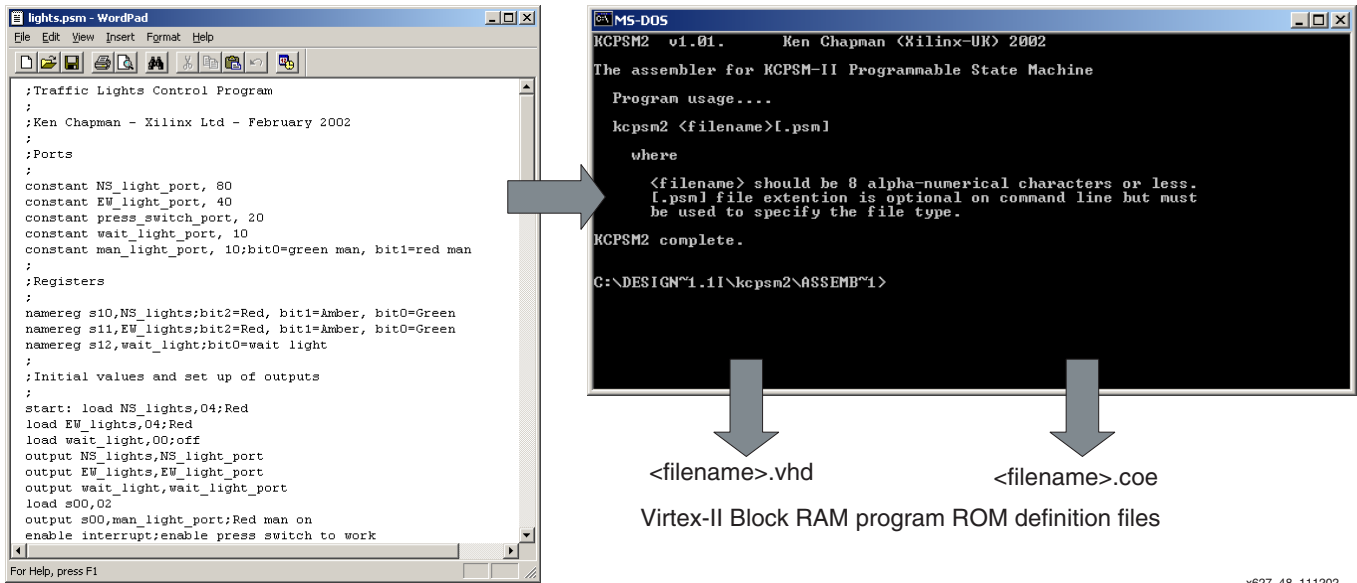 lights.psm - WordPad
File Edit View Insert Format Help
;Traffic Lights Control Program
;
;Ken Chapman - Xilinx Ltd - February 2002
;
;Ports
;
constant NS_light_port, 80
constant EW_light_port, 40
constant press_switch_port, 20
constant wait_light_port, 10
constant man_light_port, 10;bit0=green man, bit1=red man
;
;Registers
;
namereg s10,NS_lights;bit2=Red, bit1=Amber, bit0=Green
namereg s11,EW_lights;bit2=Red, bit1=Amber, bit0=Green
namereg s12,wait_light;bit0=wait light
;
;Initial values and set up of outputs
;
start: load NS_lights,04;Red
load EW_lights,04;Red
load wait_light,00;off
output NS_lights,NS_light_port
output EW_lights,EW_light_port
output wait_light,wait_light_port
load s00,02
output s00,man_light_port;Red man on
enable interrupt;enable press switch to work
For Help, press F1
MS-DOS
KCPSM2 v1.01. Ken Chapman (Xilinx-UK) 2002
The assembler for KCPSM-II Programmable State Machine
Program usage....
kcpsm2 <filename>[.psm]
where
<filename> should be 8 alpha-numerical characters or less.
[.psm] file extention is optional on command line but must
be used to specify the file type.
KCPSM2 complete.
C:\DESIGN~1.1I\kcpsm2\ASSEMB~1>
<filename>.vhd
<filename>.coe
Virtex-II Block RAM program ROM definition files
x627_48_111202